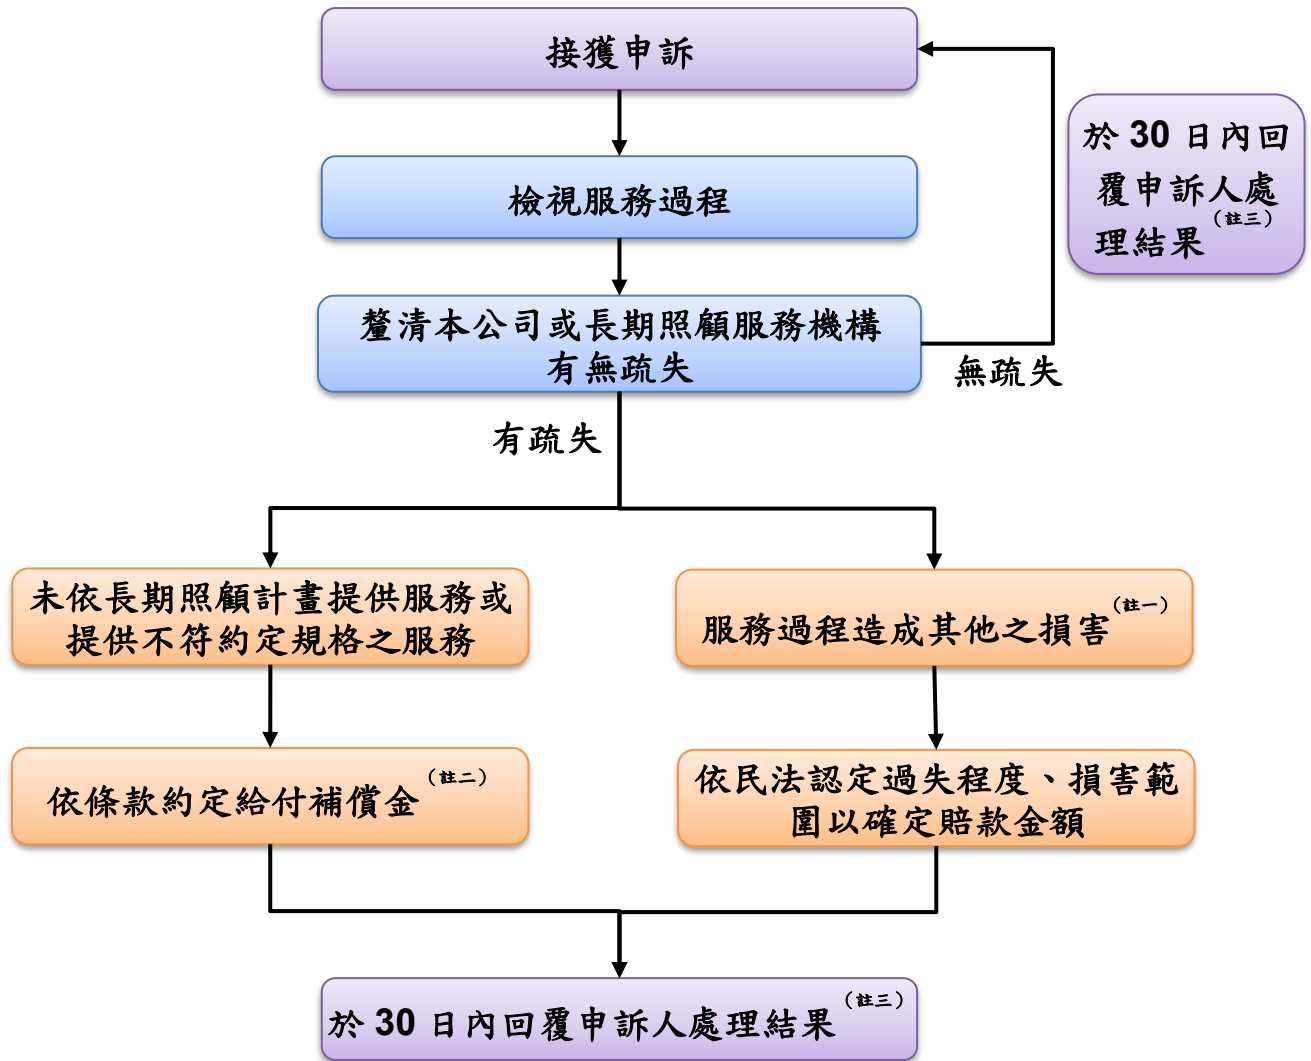 接獲申訴
檢視服務過程
於 30 日內回
覆申訴人處
理結果（註三）
釐清本公司或長期照顧服務機構
有無疏失
無疏失
有疏失
未依長期照顧計畫提供服務或
提供不符約定規格之服務
服務過程造成其他之損害（註一）
依條款約定給付補償金（註二）
依民法認定過失程度、損害範
圍以確定賠款金額
於 30 日內回覆申訴人處理結果（註三）